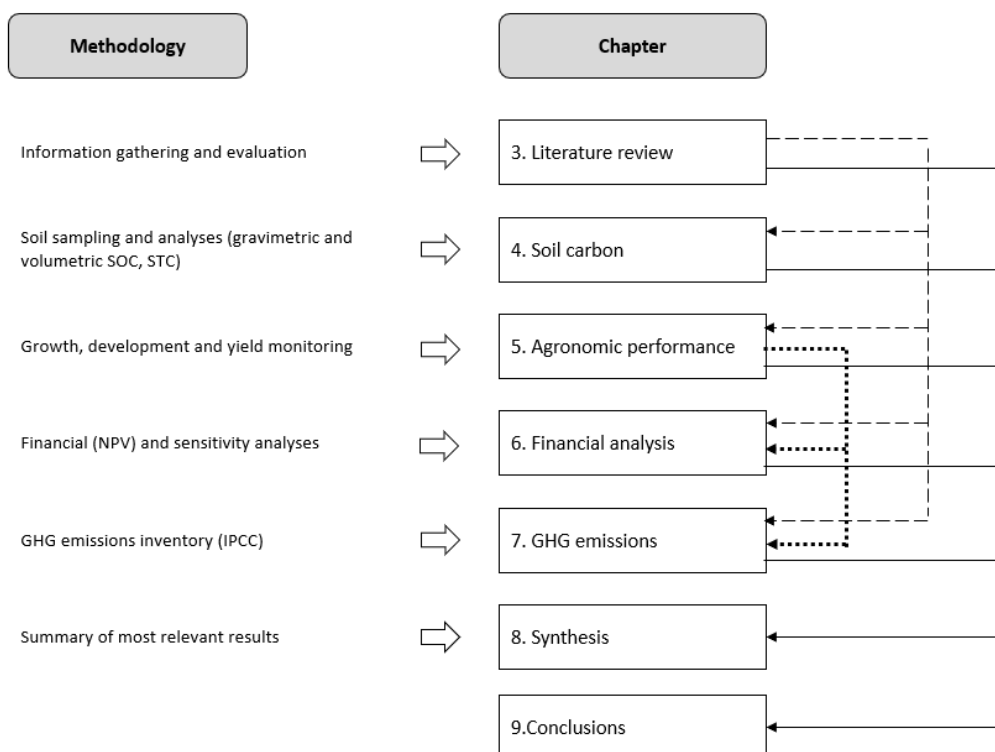 Methodology
Chapter
Information gathering and evaluation
3. Literature review
Soil sampling and analyses (gravimetric and
volumetric SOC, STC)
4. Soil carbon
Growth, development and yield monitoring
5. Agronomic performance
Financial (NPV) and sensitivity analyses
6. Financial analysis
GHG emissions inventory (IPCC)
7. GHG emissions
Summary of most relevant results
8. Synthesis
9.Conclusions